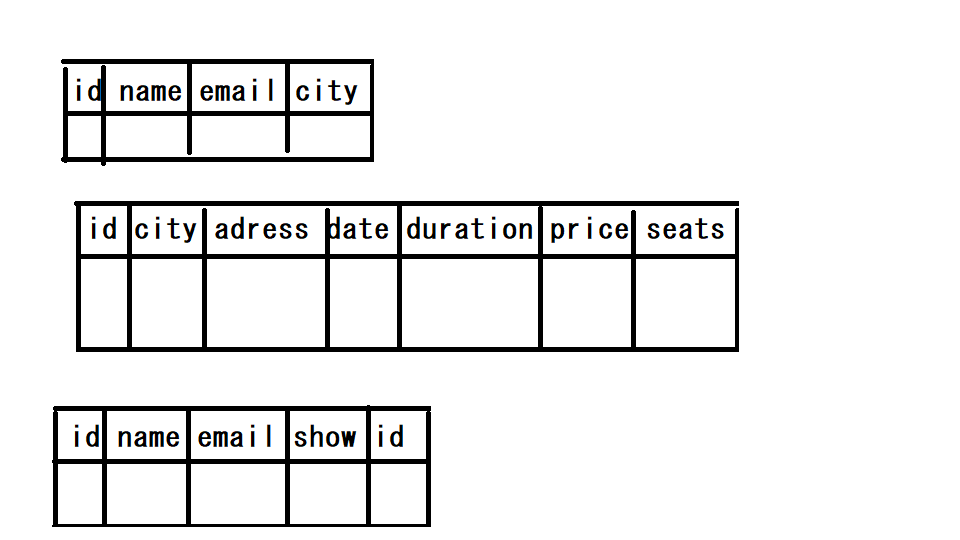 id name email city
id city adress date duration price seats
id name email show id